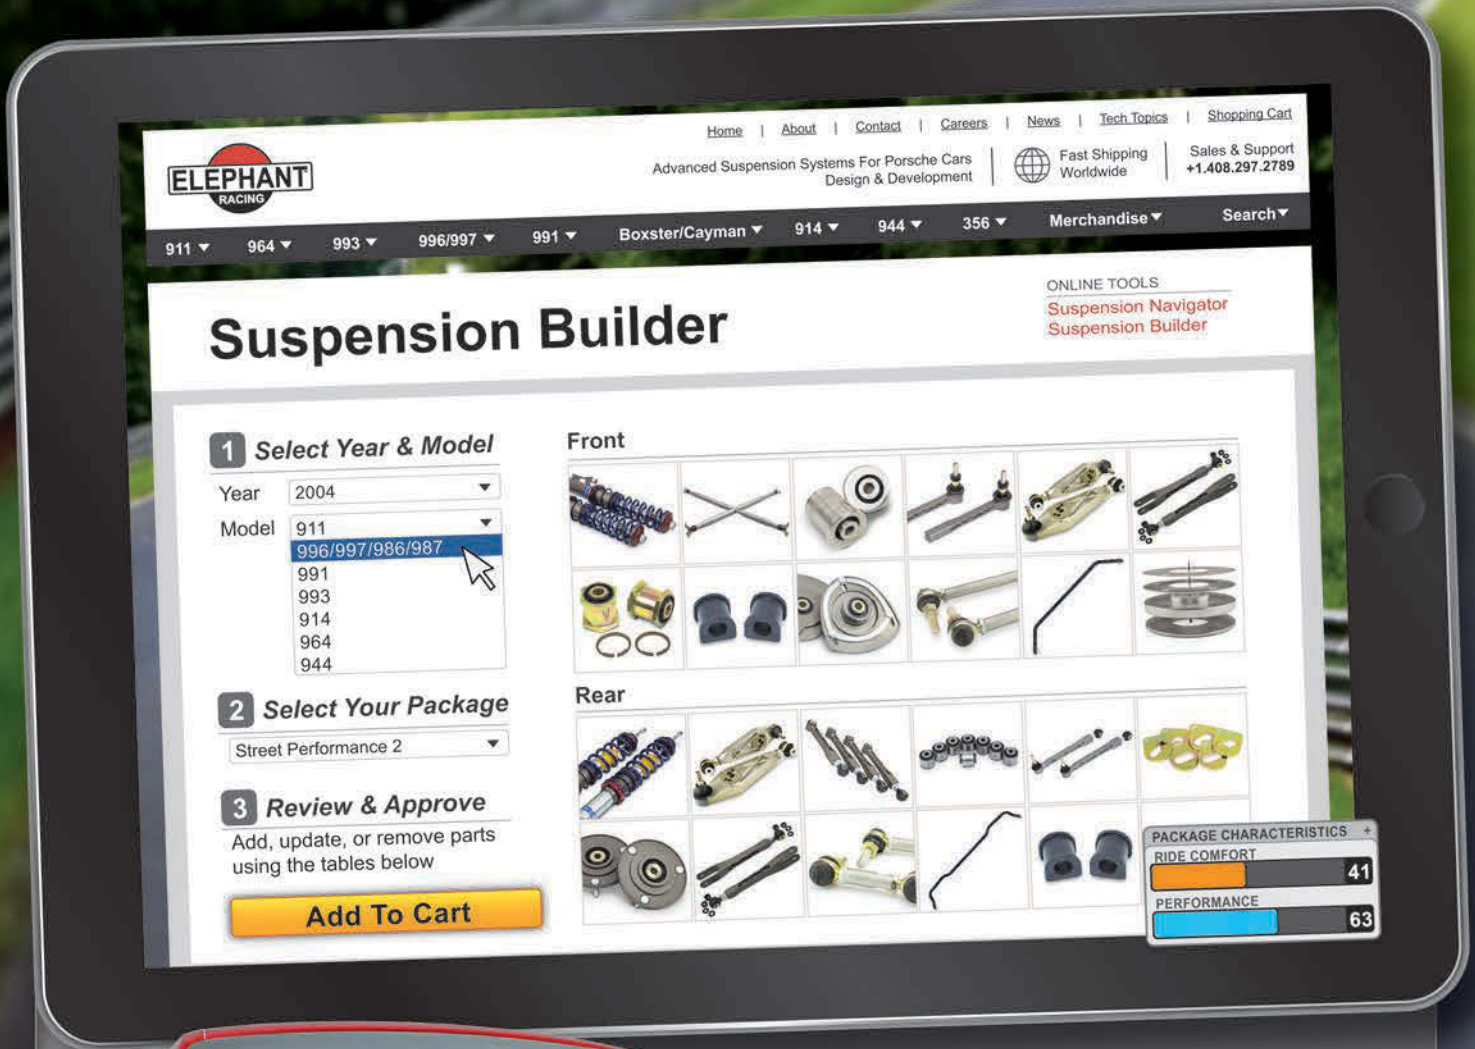 Home | About | Contact | Careers | News | Tech Topics | Shopping Cart
ELEPHANT
RACING
Advanced Suspension Systems For Porsche Cars
Design & Development
Fast Shipping
Worldwide
Sales & Support
+1.408.297.2789
911 964 993 996/997 991 Boxster/Cayman 914 944 356 Merchandise Search
Suspension Builder
ONLINE TOOLS
Suspension Navigator
Suspension Builder
1 Select Year & Model
Year 2004
Model 911
996/997/986/987
991
993
914
964
944
2 Select Your Package
Street Performance 2
3 Review & Approve
Add, update, or remove parts
using the tables below
Add To Cart
Front
Rear
PACKAGE CHARACTERISTICS +
RIDE COMFORT
41
PERFORMANCE
63